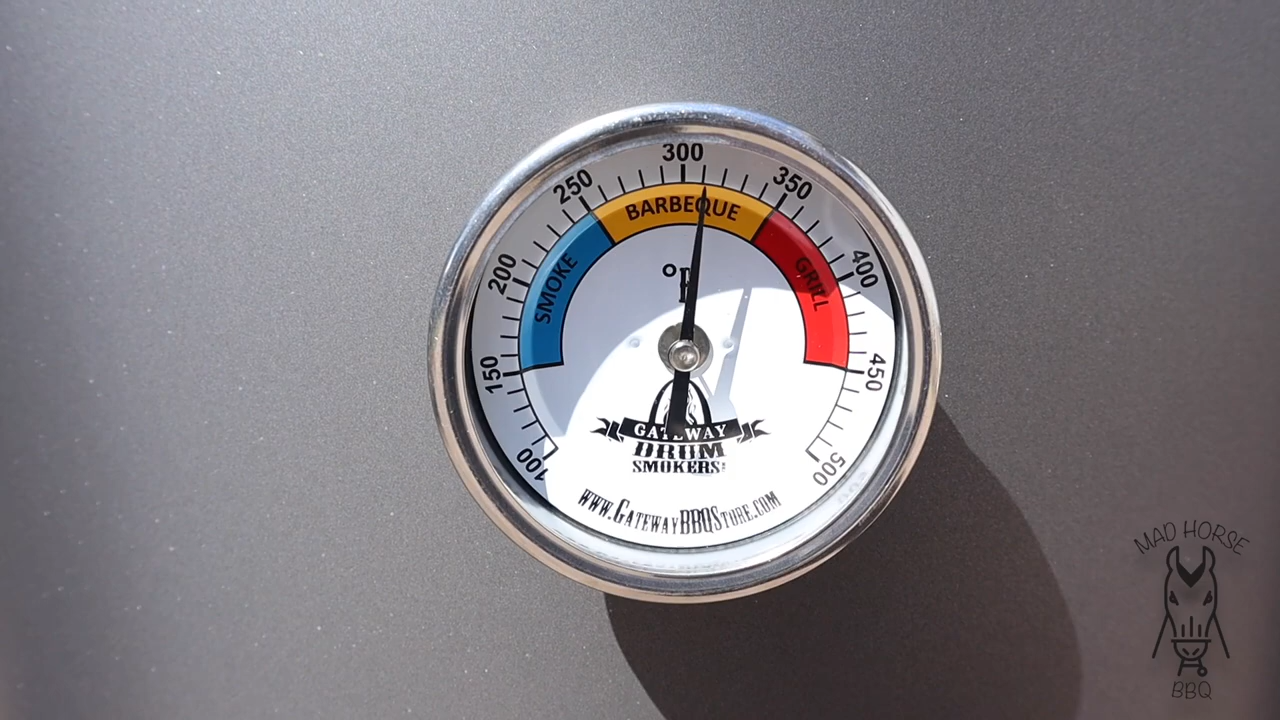 300
250
350
BARBEQUE
200
400
SMOKE
GRILL
°F
150
450
GATEWAY
DRUM
SMOKERS
100
500
www.GatewayBBQStore.com
MAD HORSE
BBQ